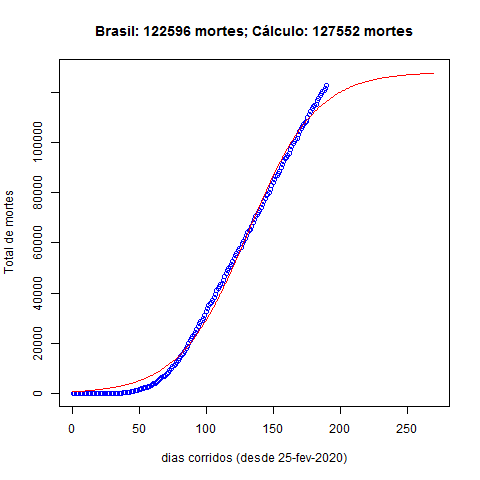 Brasil: 122596 mortes; Cálculo: 127552 mortes
Total de mortes
100000
80000
60000
40000
20000
0
0 50 100 150 200 250
dias corridos (desde 25-fev-2020)